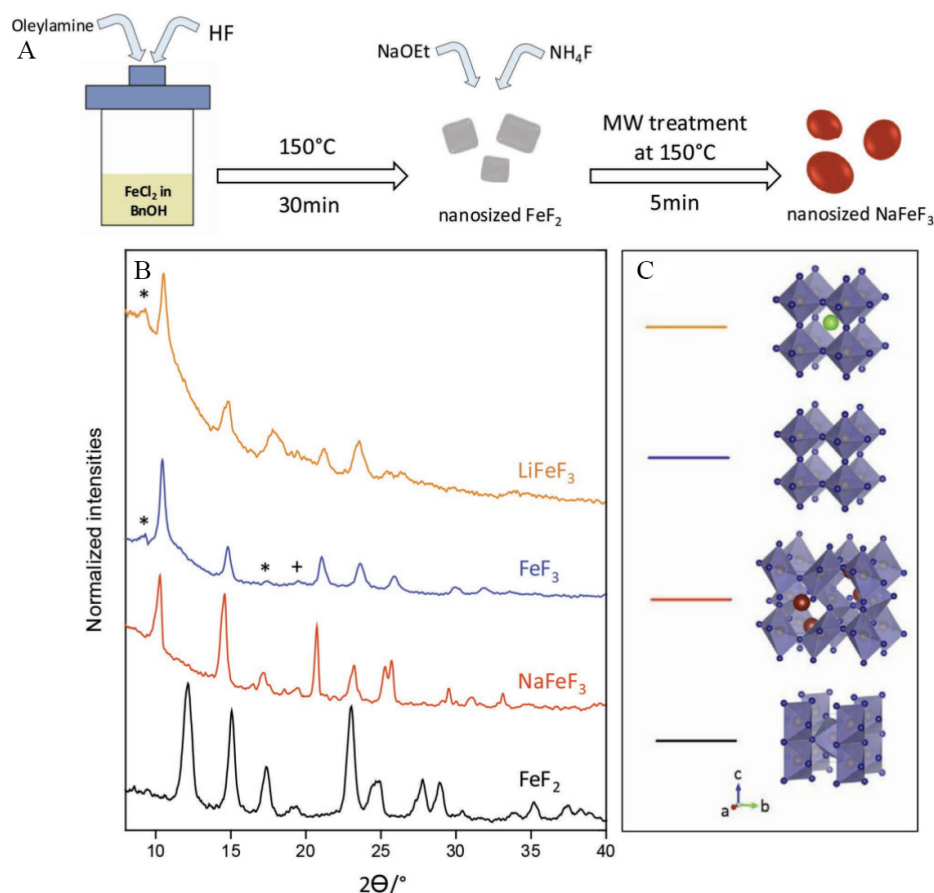 Oleylamine
HF
A
NaOEt
NH₄F
150°C
MW treatment
at 150°C
FeCl₂ in
BnOH
30min
5min
nanosized FeF₂
nanosized NaFeF₃
B
*
LiFeF₃
*
*
+
FeF₃
NaFeF₃
FeF₂
Normalized intensities
10
15
20
25
30
35
40
2Θ/°
C
c
a
b